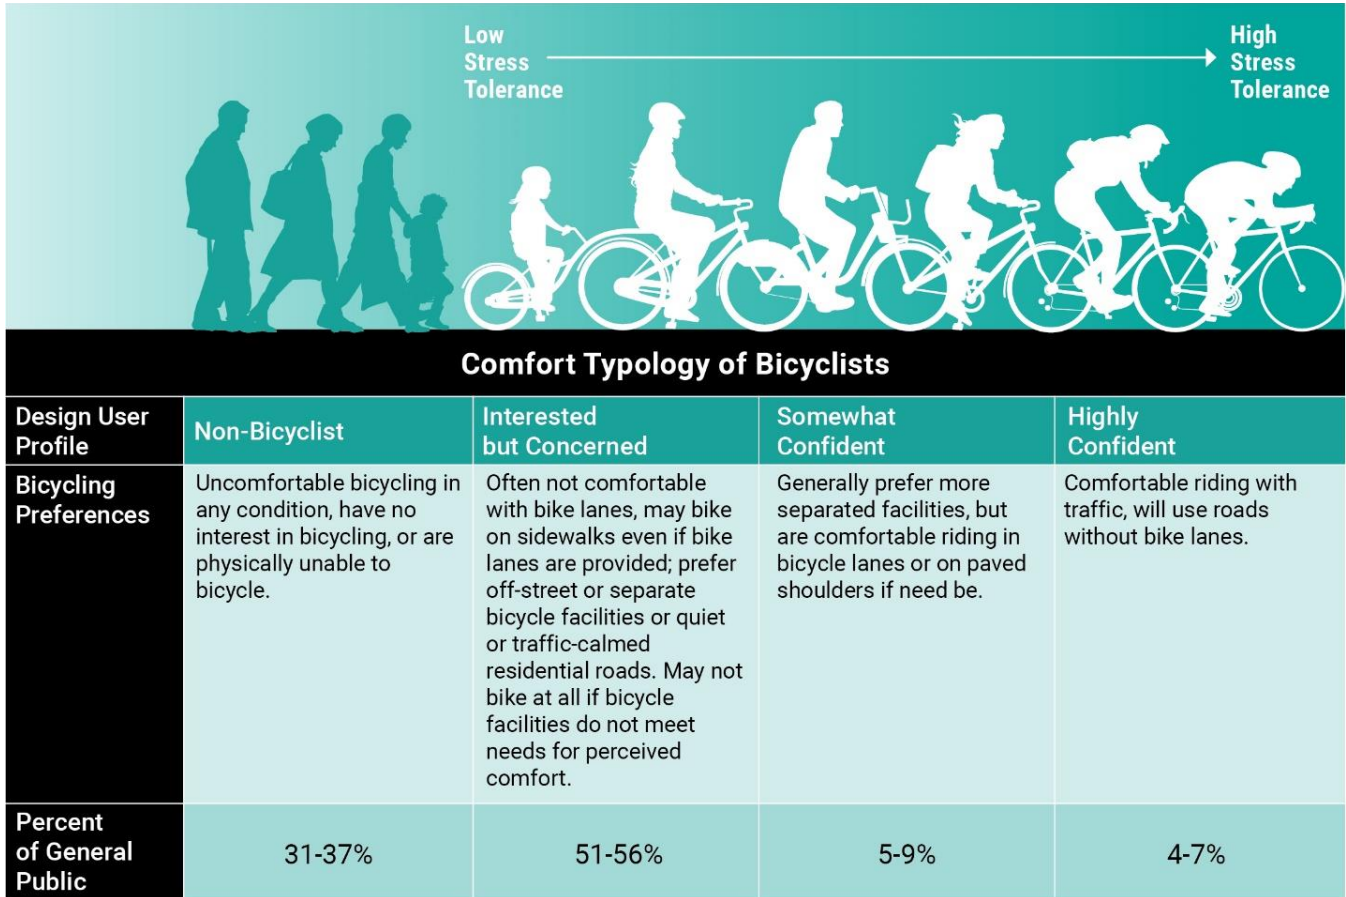 Low
Stress
Tolerance
High
Stress
Tolerance
Comfort Typology of Bicyclists
Design User
Profile
Non-Bicyclist
Interested
but Concerned
Somewhat
Confident
Highly
Confident
Bicycling
Preferences
Uncomfortable bicycling in
any condition, have no
interest in bicycling, or are
physically unable to
bicycle.
Often not comfortable
with bike lanes, may bike
on sidewalks even if bike
lanes are provided; prefer
off-street or separate
bicycle facilities or quiet
or traffic-calmed
residential roads. May not
bike at all if bicycle
facilities do not meet
needs for perceived
comfort.
Generally prefer more
separated facilities, but
are comfortable riding in
bicycle lanes or on paved
shoulders if need be.
Comfortable riding with
traffic, will use roads
without bike lanes.
Percent
of General
Public
31-37%
51-56%
5-9%
4-7%